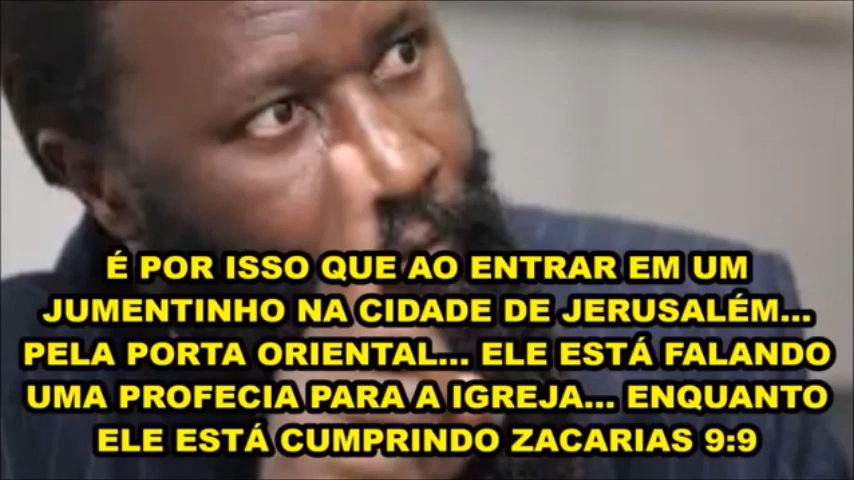 É POR ISSO QUE AO ENTRAR EM UM
JUMENTINHO NA CIDADE DE JERUSALÉM...
PELA PORTA ORIENTAL... ELE ESTÁ FALANDO
UMA PROFECIA PARA A IGREJA... ENQUANTO
ELE ESTÁ CUMPRINDO ZACARIAS 9:9